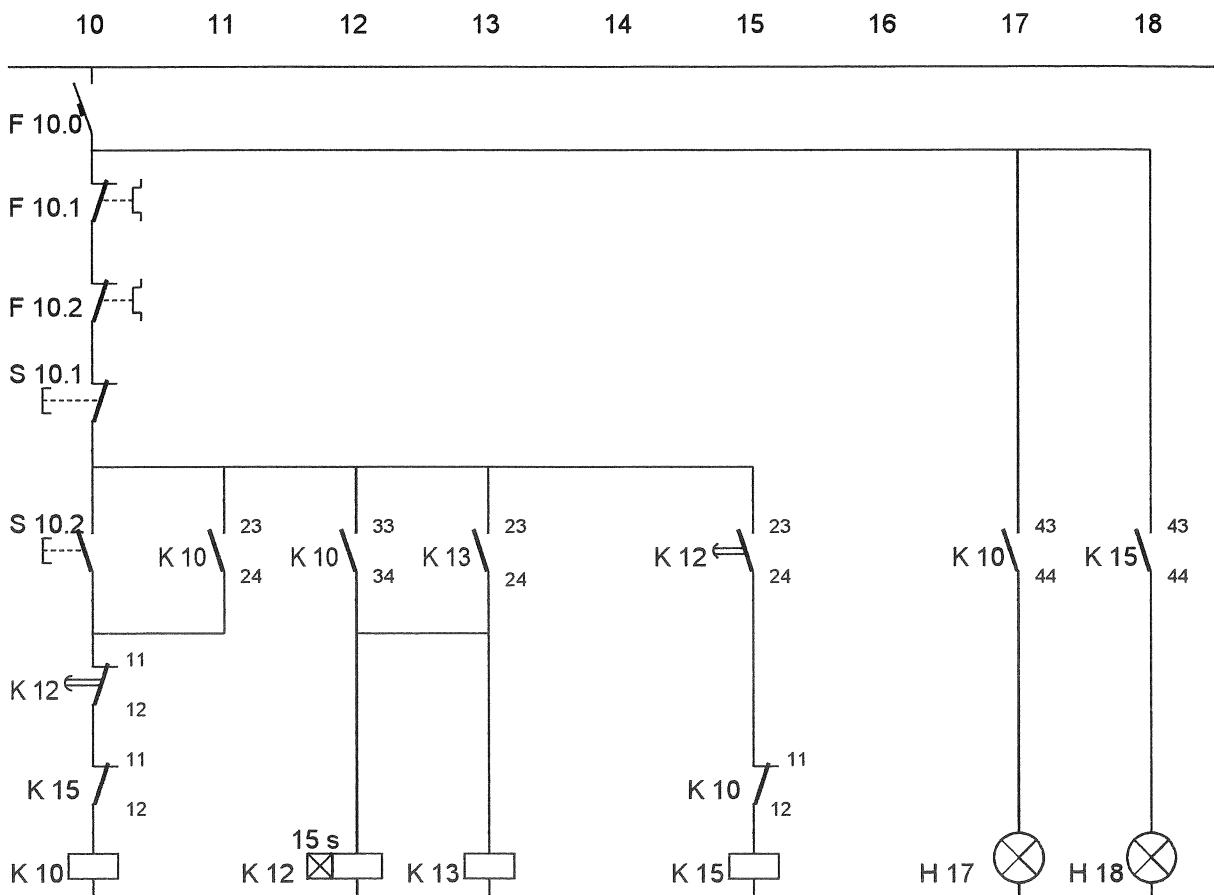 10 11 12 13 14 15 16 17 18
F 10.0
F 10.1
F 10.2
S 10.1
S 10.2 23 33 23 23 43 43
K 10 K 10 K 13 K 12 K 10 K 15
24 34 24 24 44 44
11
K 12
12
11 11
K 15 K 10
12 12
15 s
K 10 K 12 K 13 K 15 H 17 H 18